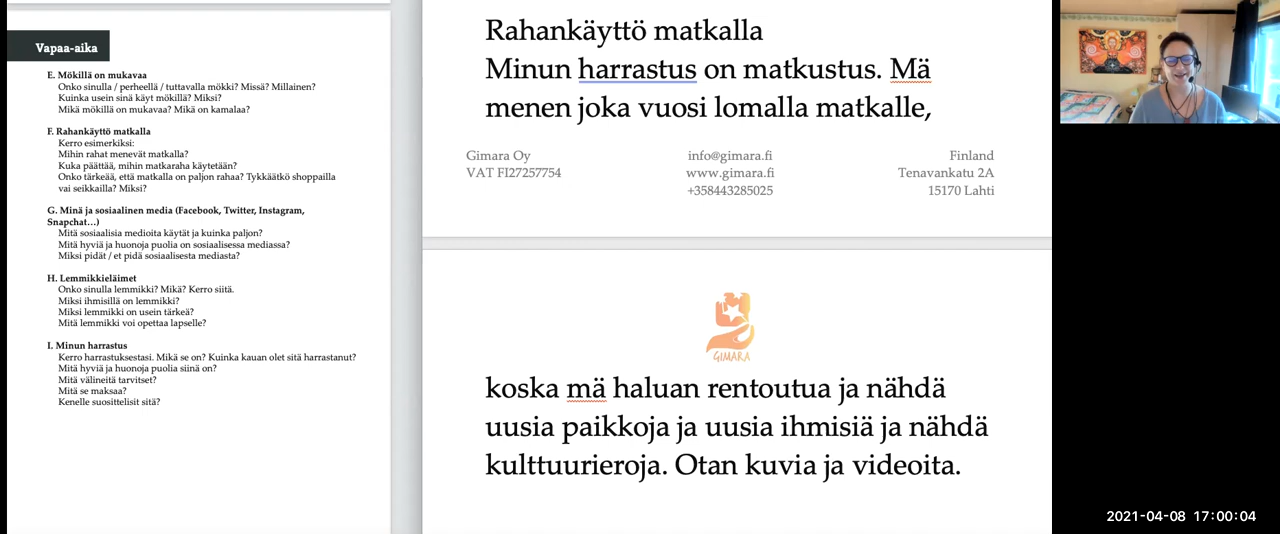 Vapaa-aika
E. Mökillä on mukavaa
Onko sinulla / perheellä / tuttavalla mökki? Missä? Millainen?
Kuinka usein sinä käyt mökillä? Miksi?
Mikä mökillä on mukavaa? Mikä on kamalaa?
F. Rahankäyttö matkalla
Kerro esimerkiksi:
Mihin rahat menevät matkalla?
Kuka päättää, mihin matkaraha käytetään?
Onko tärkeää, että matkalla on paljon rahaa? Tykkäätkö shoppailla
vai seikkailla? Miksi?
G. Minä ja sosiaalinen media (Facebook, Twitter, Instagram,
Snapchat…)
Mitä sosiaalisia medioita käytät ja kuinka paljon?
Mitä hyviä ja huonoja puolia on sosiaalisessa mediassa?
Miksi pidät / et pidä sosiaalisesta mediasta?
H. Lemmikkieläimet
Onko sinulla lemmikki? Mikä? Kerro siitä.
Miksi ihmisillä on lemmikki?
Miksi lemmikki on usein tärkeä?
Mitä lemmikki voi opettaa lapselle?
I. Minun harrastus
Kerro harrastuksestasi. Mikä se on? Kuinka kauan olet sitä harrastanut?
Mitä hyviä ja huonoja puolia siinä on?
Mitä välineitä tarvitset?
Mitä se maksaa?
Kenelle suosittelisit sitä?
Rahankäyttö matkalla
Minun harrastus on matkustus. Mä
menen joka vuosi lomalla matkalle,
Gimara Oy
VAT FI27257754
info@gimara.fi
www.gimara.fi
+358443285025
Finland
Tenavankatu 2A
15170 Lahti
GIMARA
koska mä haluan rentoutua ja nähdä
uusia paikkoja ja uusia ihmisiä ja nähdä
kulttuurieroja. Otan kuvia ja videoita.
2021-04-08 17:00:04